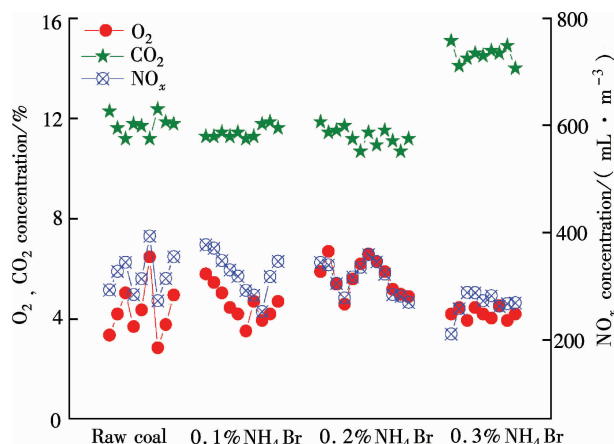 16
12
8
4
0
O₂ , CO₂ concentration/%
O₂
CO₂
NOₓ
800
600
400
200
NOₓ concentration/( mL · m⁻³)
Raw coal 0.1%NH₄Br 0.2%NH₄Br 0.3%NH₄Br